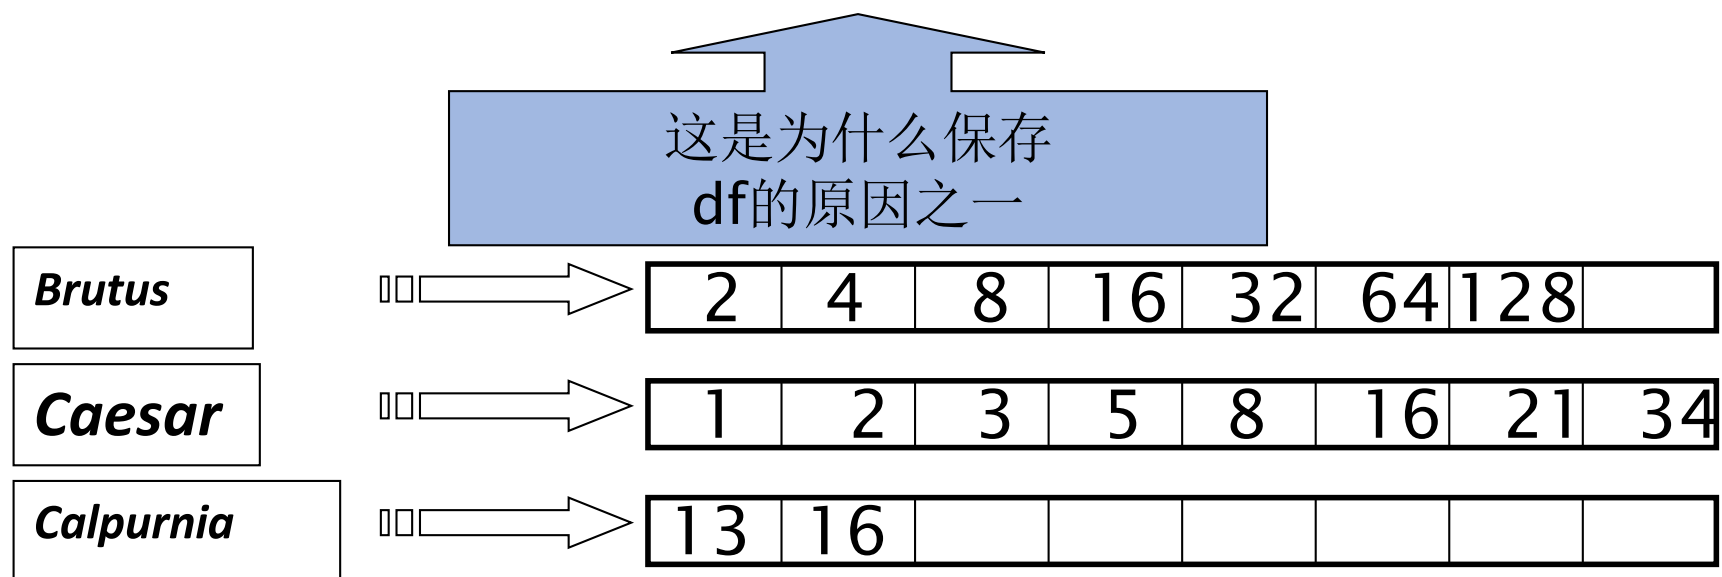 这是为什么保存
df的原因之一
Brutus 2 4 8 16 32 64 128
Caesar 1 2 3 5 8 16 21 34
Calpurnia 13 16